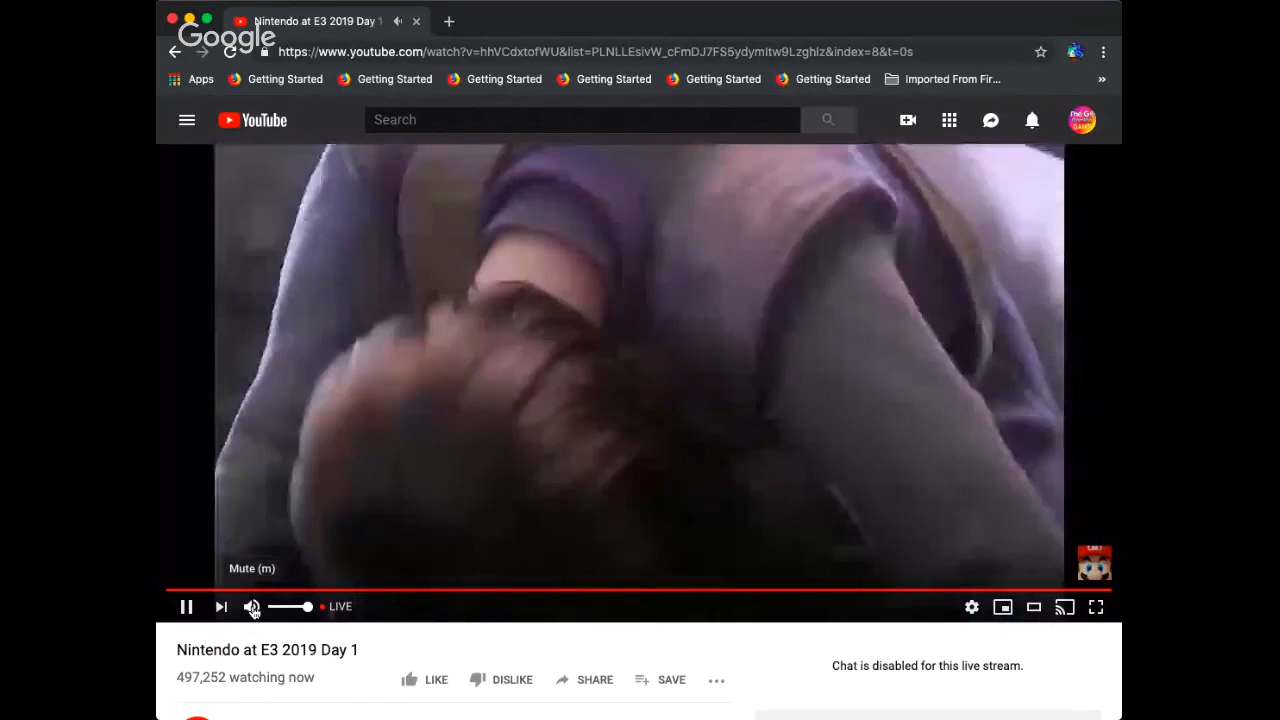 Nintendo at E3 2019 Day 1
Google
https://www.youtube.com/watch?v=hhVCdxtofWU&list=PLNLLEsivW_cFmDJ7FS5ydymItw9Lzghlz&index=8&t=0s
Apps Getting Started Getting Started Getting Started Getting Started Getting Started Getting Started Imported From Fir... »
YouTube Search
Mute (m)
LIVE
Nintendo at E3 2019 Day 1
497,252 watching now
LIKE DISLIKE SHARE SAVE
Chat is disabled for this live stream.